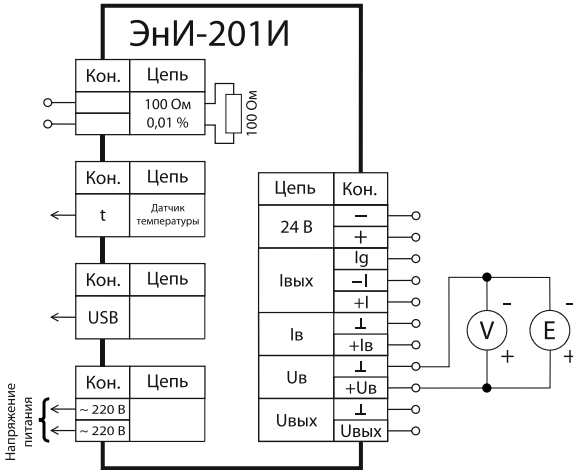 ЭнИ-201И
Кон. Цепь
100 Ом
0,01 %
100 Ом
Кон. Цепь
t Датчик
температуры
Кон. Цепь
USB
Кон. Цепь
~ 220 В
~ 220 В
Напряжение
питания
Цепь Кон.
24 В
−
+
Iвых
Ig
−I
+I
Iв
⊥
+Iв
Uв
⊥
+Uв
Uвых
⊥
Uвых
−
V
+
−
E
+